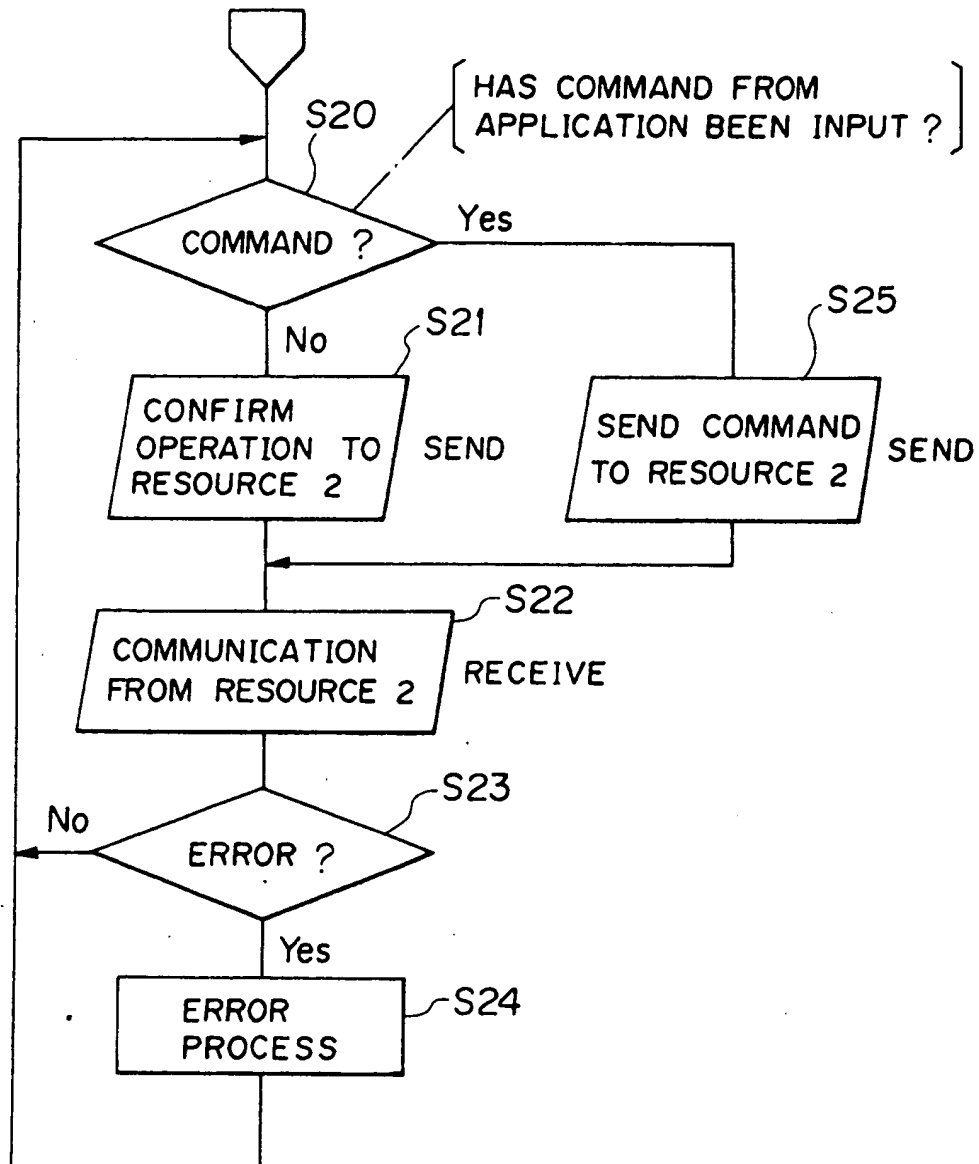 HAS COMMAND FROM
APPLICATION BEEN INPUT ?
S20
COMMAND ?
Yes
No
S21
CONFIRM
OPERATION TO
RESOURCE 2
SEND
S25
SEND COMMAND
TO RESOURCE 2
SEND
S22
COMMUNICATION
FROM RESOURCE 2
RECEIVE
S23
No
ERROR ?
Yes
S24
ERROR
PROCESS